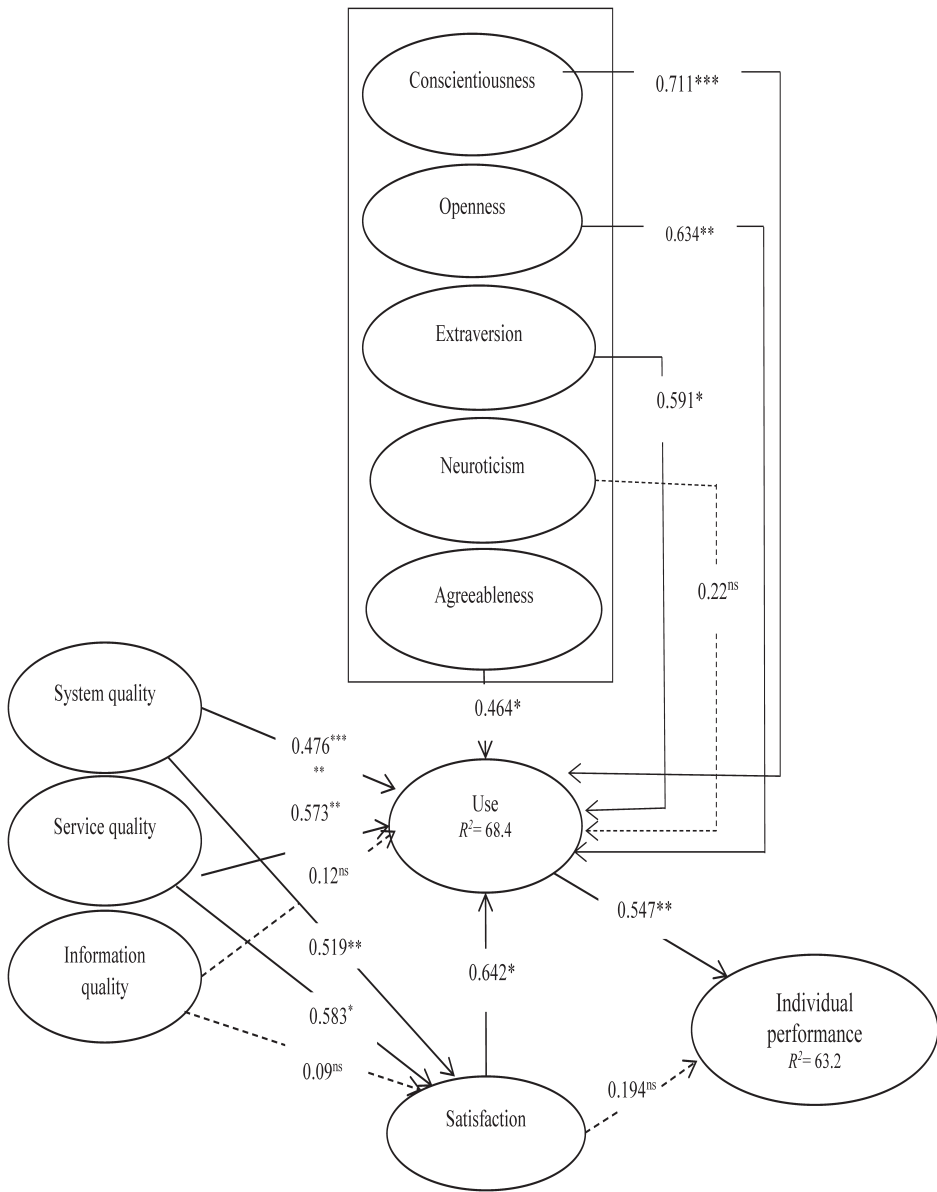 Conscientiousness
0.711***
Openness
0.634**
Extraversion
0.591*
Neuroticism
0.22ns
Agreeableness
0.464*
System quality
0.476***
**
Service quality
0.573**
Use
R²= 68.4
0.12ns
0.547**
Information
quality
0.519**
0.642*
0.583*
Individual
performance
R²= 63.2
0.09ns
0.194ns
Satisfaction